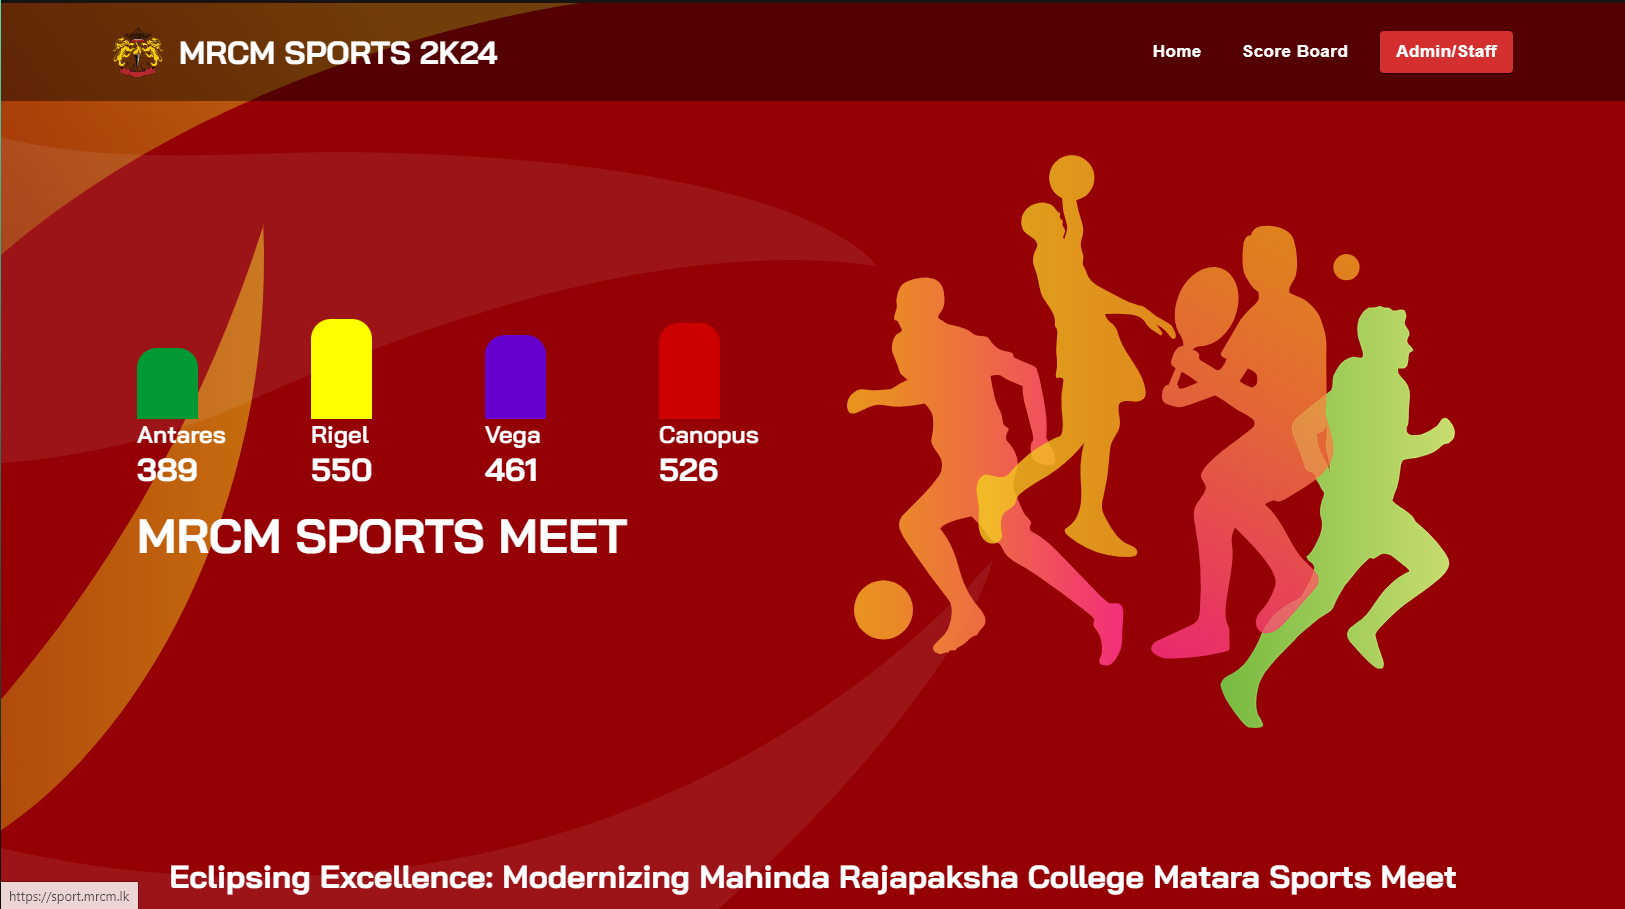 MRCM SPORTS 2K24
Home
Score Board
Admin/Staff
Antares
389
Rigel
550
Vega
461
Canopus
526
MRCM SPORTS MEET
Eclipsing Excellence: Modernizing Mahinda Rajapaksha College Matara Sports Meet
https://sport.mrcm.lk